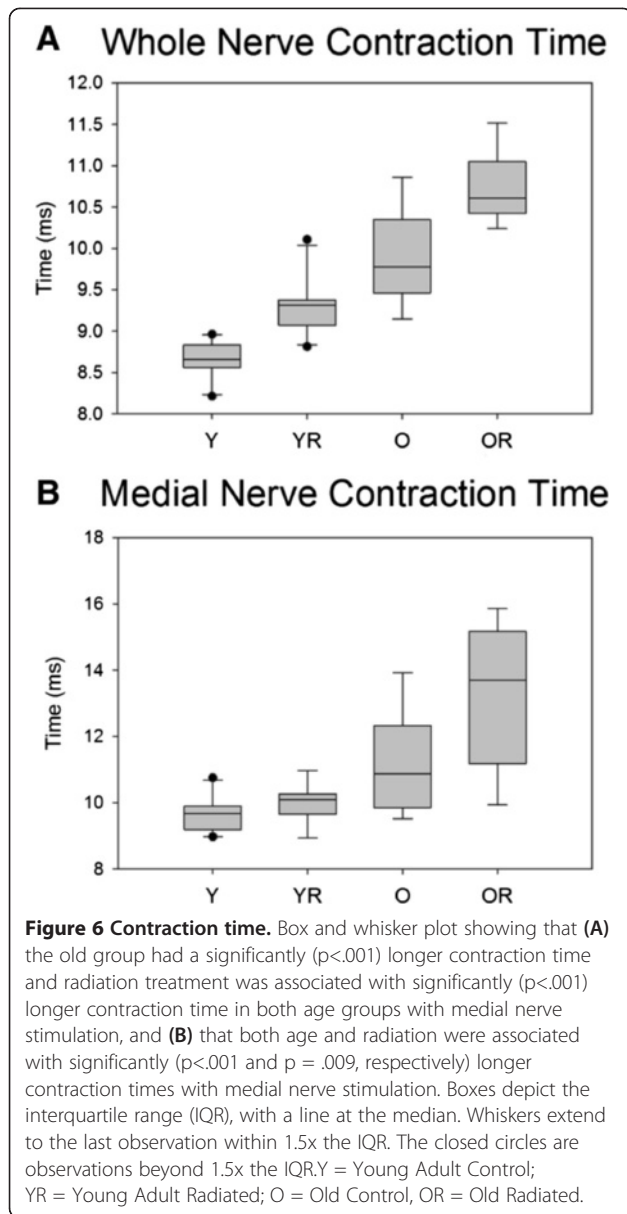 A Whole Nerve Contraction Time
12.0
11.5
11.0
10.5
10.0
9.5
9.0
8.5
8.0
Time (ms)
Y YR O OR
B Medial Nerve Contraction Time
18
16
14
12
10
8
Time (ms)
Y YR O OR
Figure 6 Contraction time. Box and whisker plot showing that (A)
the old group had a significantly (p<.001) longer contraction time
and radiation treatment was associated with significantly (p<.001)
longer contraction time in both age groups with medial nerve
stimulation, and (B) that both age and radiation were associated
with significantly (p<.001 and p = .009, respectively) longer
contraction times with medial nerve stimulation. Boxes depict the
interquartile range (IQR), with a line at the median. Whiskers extend
to the last observation within 1.5x the IQR. The closed circles are
observations beyond 1.5x the IQR.Y = Young Adult Control;
YR = Young Adult Radiated; O = Old Control, OR = Old Radiated.